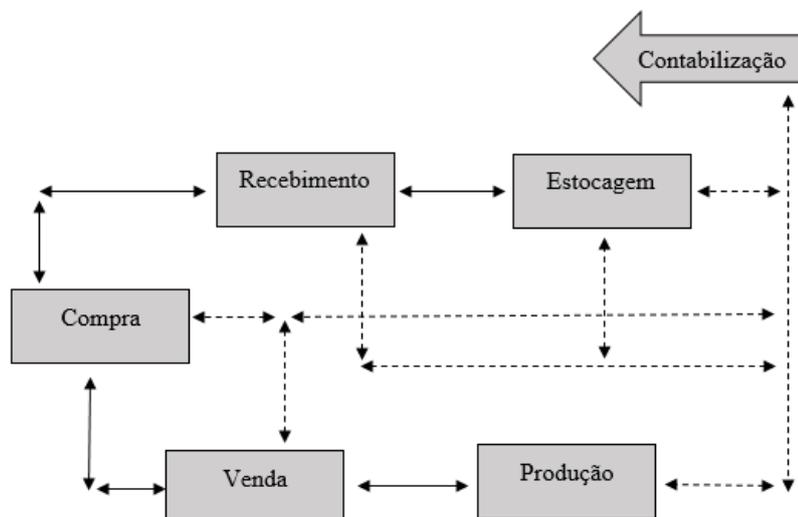 Contabilização
Recebimento
Estocagem
Compra
Venda
Produção